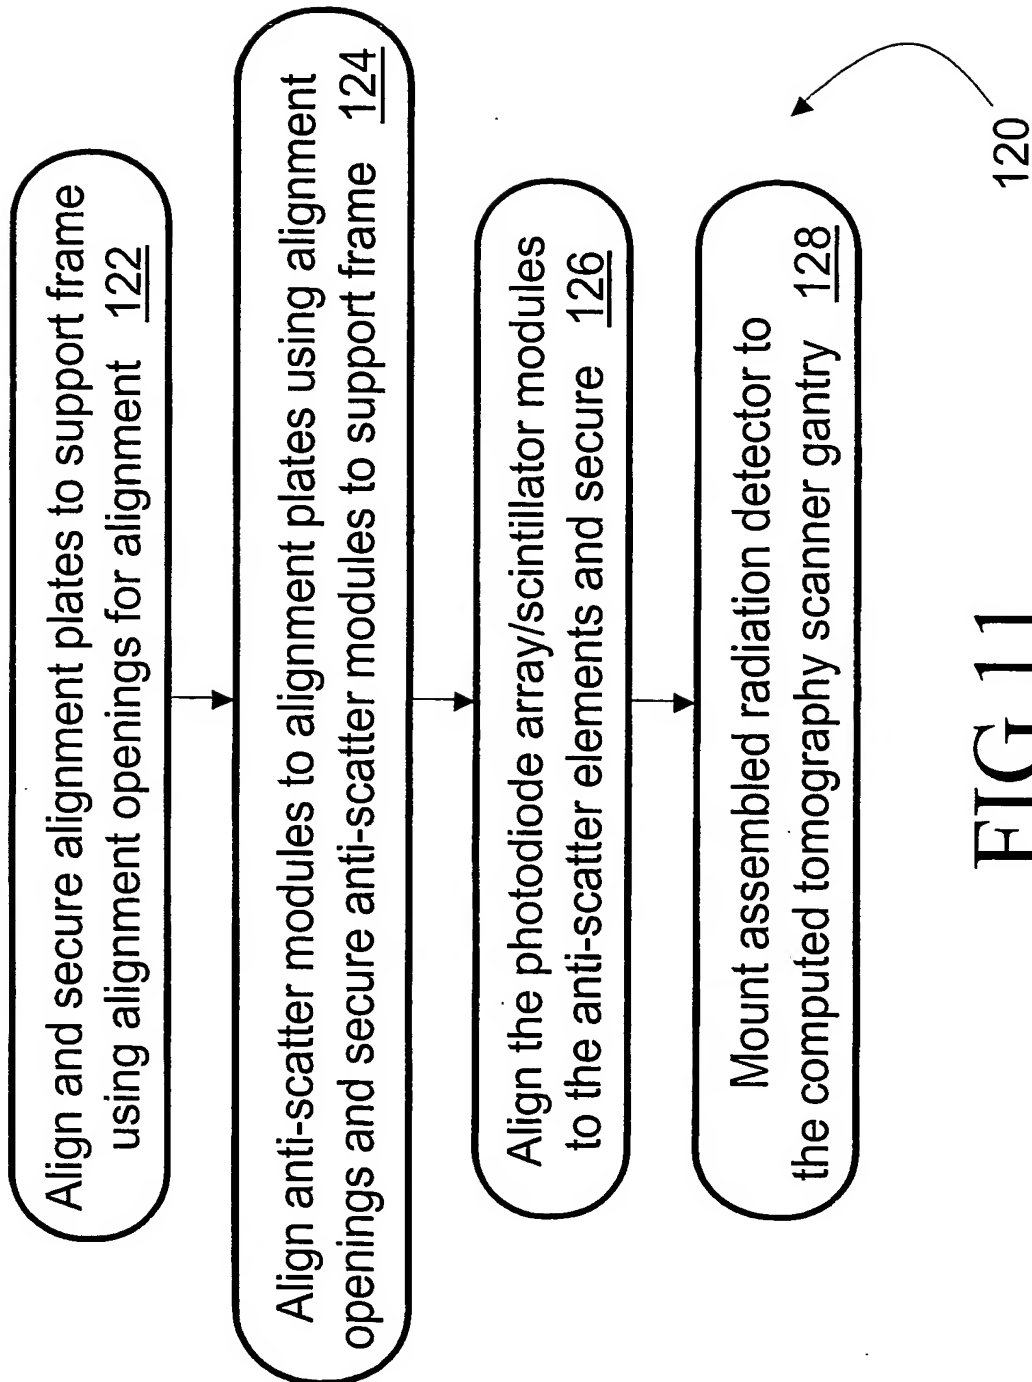 Align and secure alignment plates to support frame
using alignment openings for alignment 122
Align anti-scatter modules to alignment plates using alignment
openings and secure anti-scatter modules to support frame 124
Align the photodiode array/scintillator modules
to the anti-scatter elements and secure 126
Mount assembled radiation detector to
the computed tomography scanner gantry 128
120
FIG 11